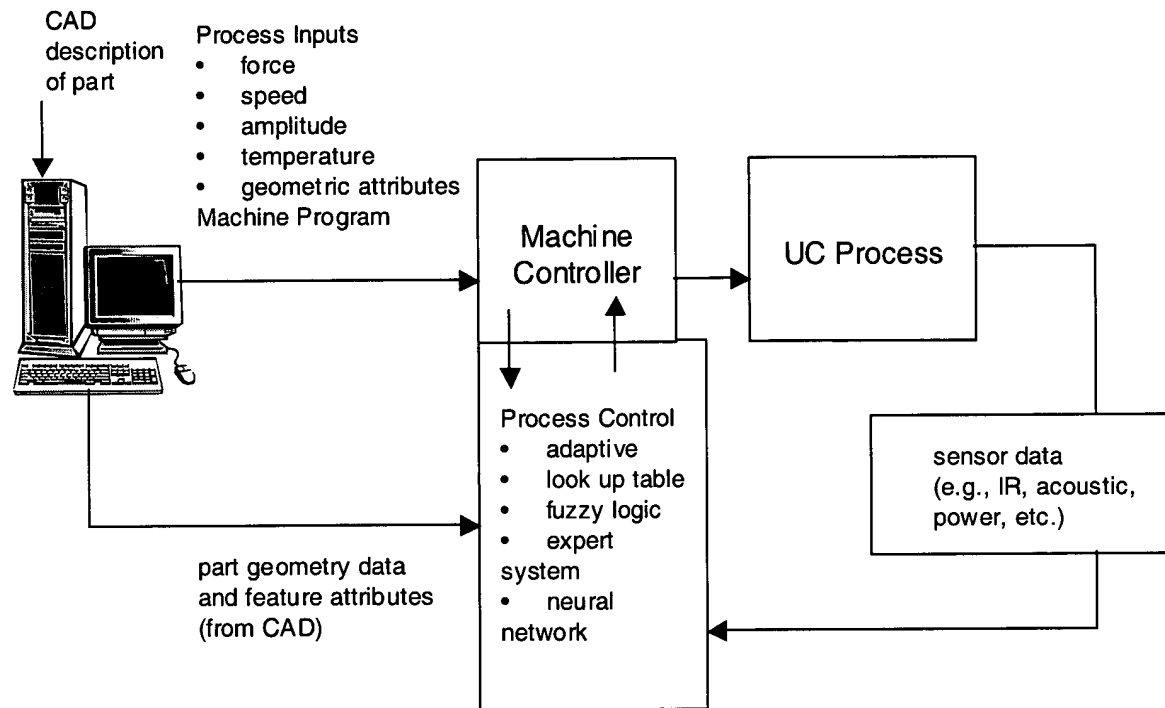 CAD
description
of part
Process Inputs
• force
• speed
• amplitude
• temperature
• geometric attributes
Machine Program
Machine
Controller
UC Process
Process Control
• adaptive
• look up table
• fuzzy logic
• expert
system
• neural
network
sensor data
(e.g., IR, acoustic,
power, etc.)
part geometry data
and feature attributes
(from CAD)